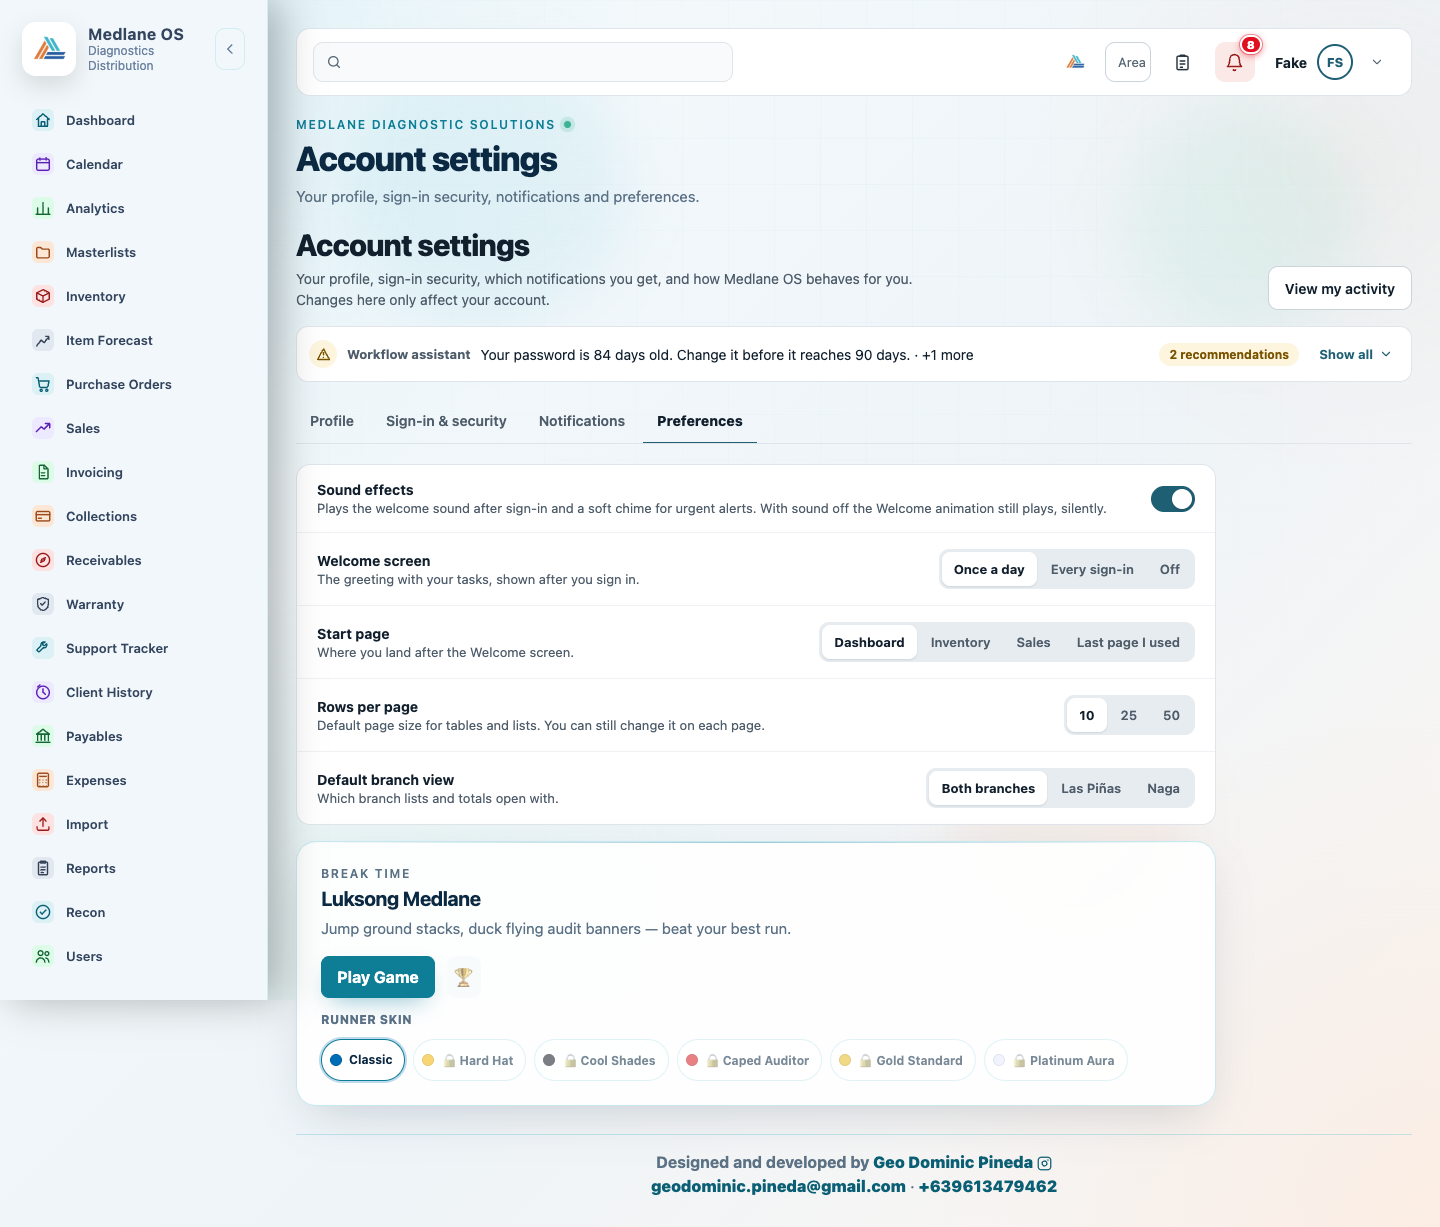 Medlane OS
Diagnostics
Distribution
Dashboard
Calendar
Analytics
Masterlists
Inventory
Item Forecast
Purchase Orders
Sales
Invoicing
Collections
Receivables
Warranty
Support Tracker
Client History
Payables
Expenses
Import
Reports
Recon
Users
Area
8
Fake
FS
MEDLANE DIAGNOSTIC SOLUTIONS
Account settings
Your profile, sign-in security, notifications and preferences.
Account settings
Your profile, sign-in security, which notifications you get, and how Medlane OS behaves for you.
Changes here only affect your account.
View my activity
Workflow assistant Your password is 84 days old. Change it before it reaches 90 days. · +1 more
2 recommendations
Show all
Profile
Sign-in & security
Notifications
Preferences
Sound effects
Plays the welcome sound after sign-in and a soft chime for urgent alerts. With sound off the Welcome animation still plays, silently.
Welcome screen
The greeting with your tasks, shown after you sign in.
Once a day
Every sign-in
Off
Start page
Where you land after the Welcome screen.
Dashboard
Inventory
Sales
Last page I used
Rows per page
Default page size for tables and lists. You can still change it on each page.
10
25
50
Default branch view
Which branch lists and totals open with.
Both branches
Las Piñas
Naga
BREAK TIME
Luksong Medlane
Jump ground stacks, duck flying audit banners — beat your best run.
Play Game
RUNNER SKIN
Classic
Hard Hat
Cool Shades
Caped Auditor
Gold Standard
Platinum Aura
Designed and developed by Geo Dominic Pineda
geodominic.pineda@gmail.com · +639613479462